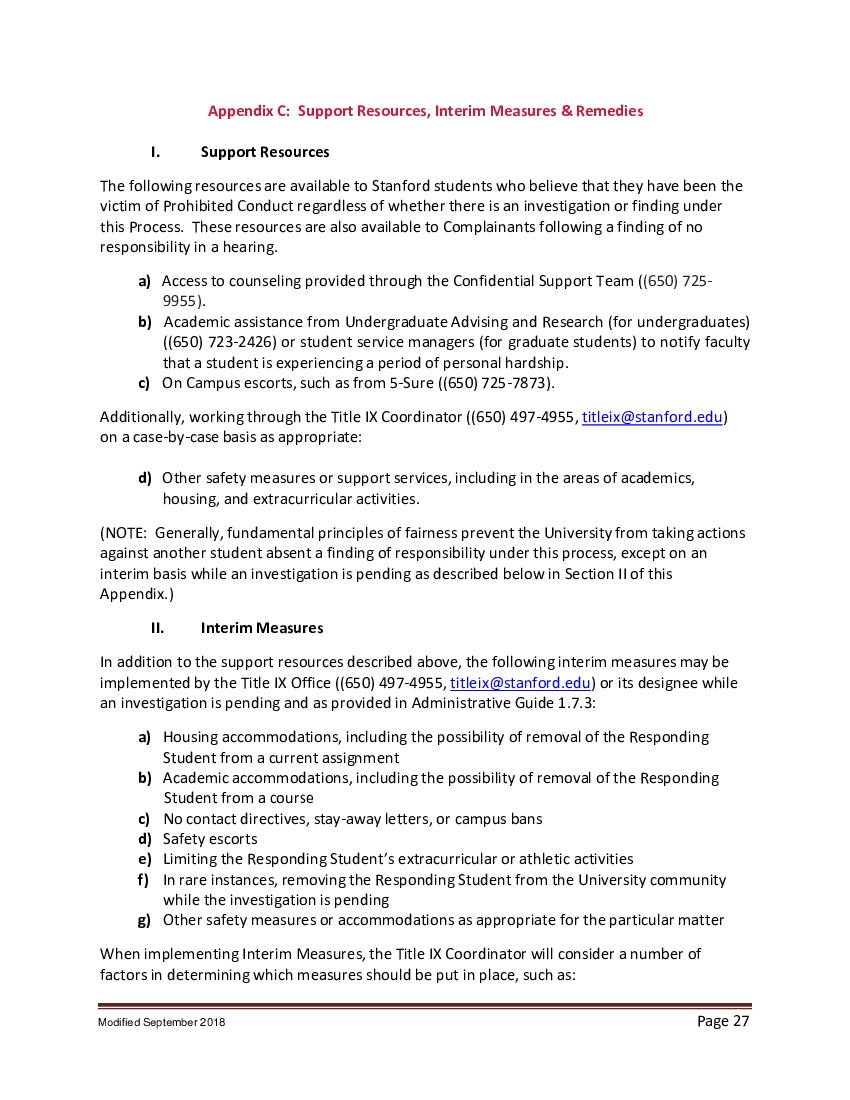 Appendix C:  Support Resources, Interim Measures & Remedies
I. Support Resources
The following resources are available to Stanford students who believe that they have been the
victim of Prohibited Conduct regardless of whether there is an investigation or finding under
this Process.  These resources are also available to Complainants following a finding of no
responsibility in a hearing.
a) Access to counseling provided through the Confidential Support Team ((650) 725-
9955).
b) Academic assistance from Undergraduate Advising and Research (for undergraduates)
((650) 723-2426) or student service managers (for graduate students) to notify faculty
that a student is experiencing a period of personal hardship.
c) On Campus escorts, such as from 5-Sure ((650) 725-7873).
Additionally, working through the Title IX Coordinator ((650) 497-4955, titleix@stanford.edu)
on a case-by-case basis as appropriate:
d) Other safety measures or support services, including in the areas of academics,
housing, and extracurricular activities.
(NOTE:  Generally, fundamental principles of fairness prevent the University from taking actions
against another student absent a finding of responsibility under this process, except on an
interim basis while an investigation is pending as described below in Section II of this
Appendix.)
II. Interim Measures
In addition to the support resources described above, the following interim measures may be
implemented by the Title IX Office ((650) 497-4955, titleix@stanford.edu) or its designee while
an investigation is pending and as provided in Administrative Guide 1.7.3:
a) Housing accommodations, including the possibility of removal of the Responding
Student from a current assignment
b) Academic accommodations, including the possibility of removal of the Responding
Student from a course
c) No contact directives, stay-away letters, or campus bans
d) Safety escorts
e) Limiting the Responding Student’s extracurricular or athletic activities
f) In rare instances, removing the Responding Student from the University community
while the investigation is pending
g) Other safety measures or accommodations as appropriate for the particular matter
When implementing Interim Measures, the Title IX Coordinator will consider a number of
factors in determining which measures should be put in place, such as:
Modified September 2018 Page 27